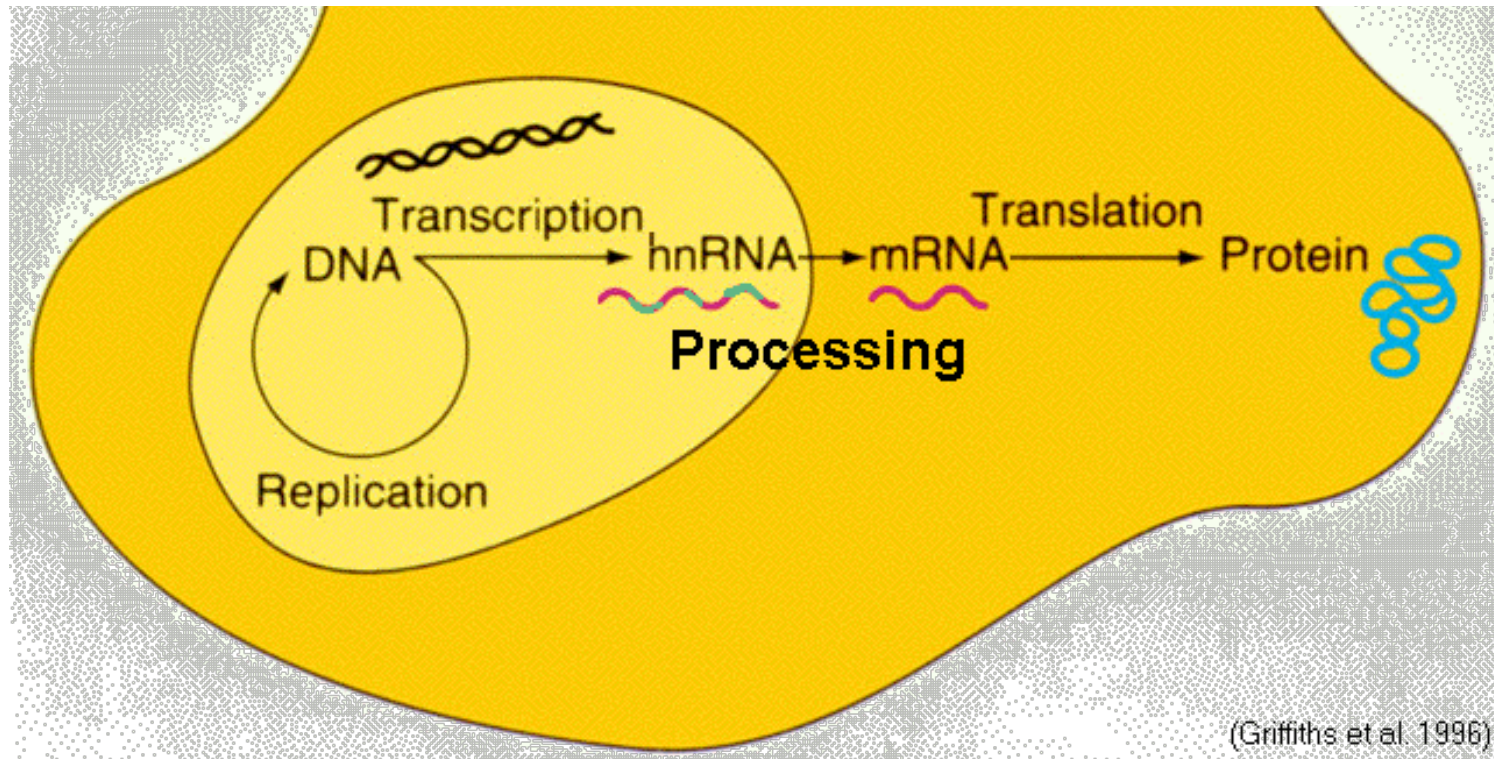 Transcription
Translation
DNA
hnRNA
mRNA
Protein
Processing
Replication
(Griffiths et al. 1996)